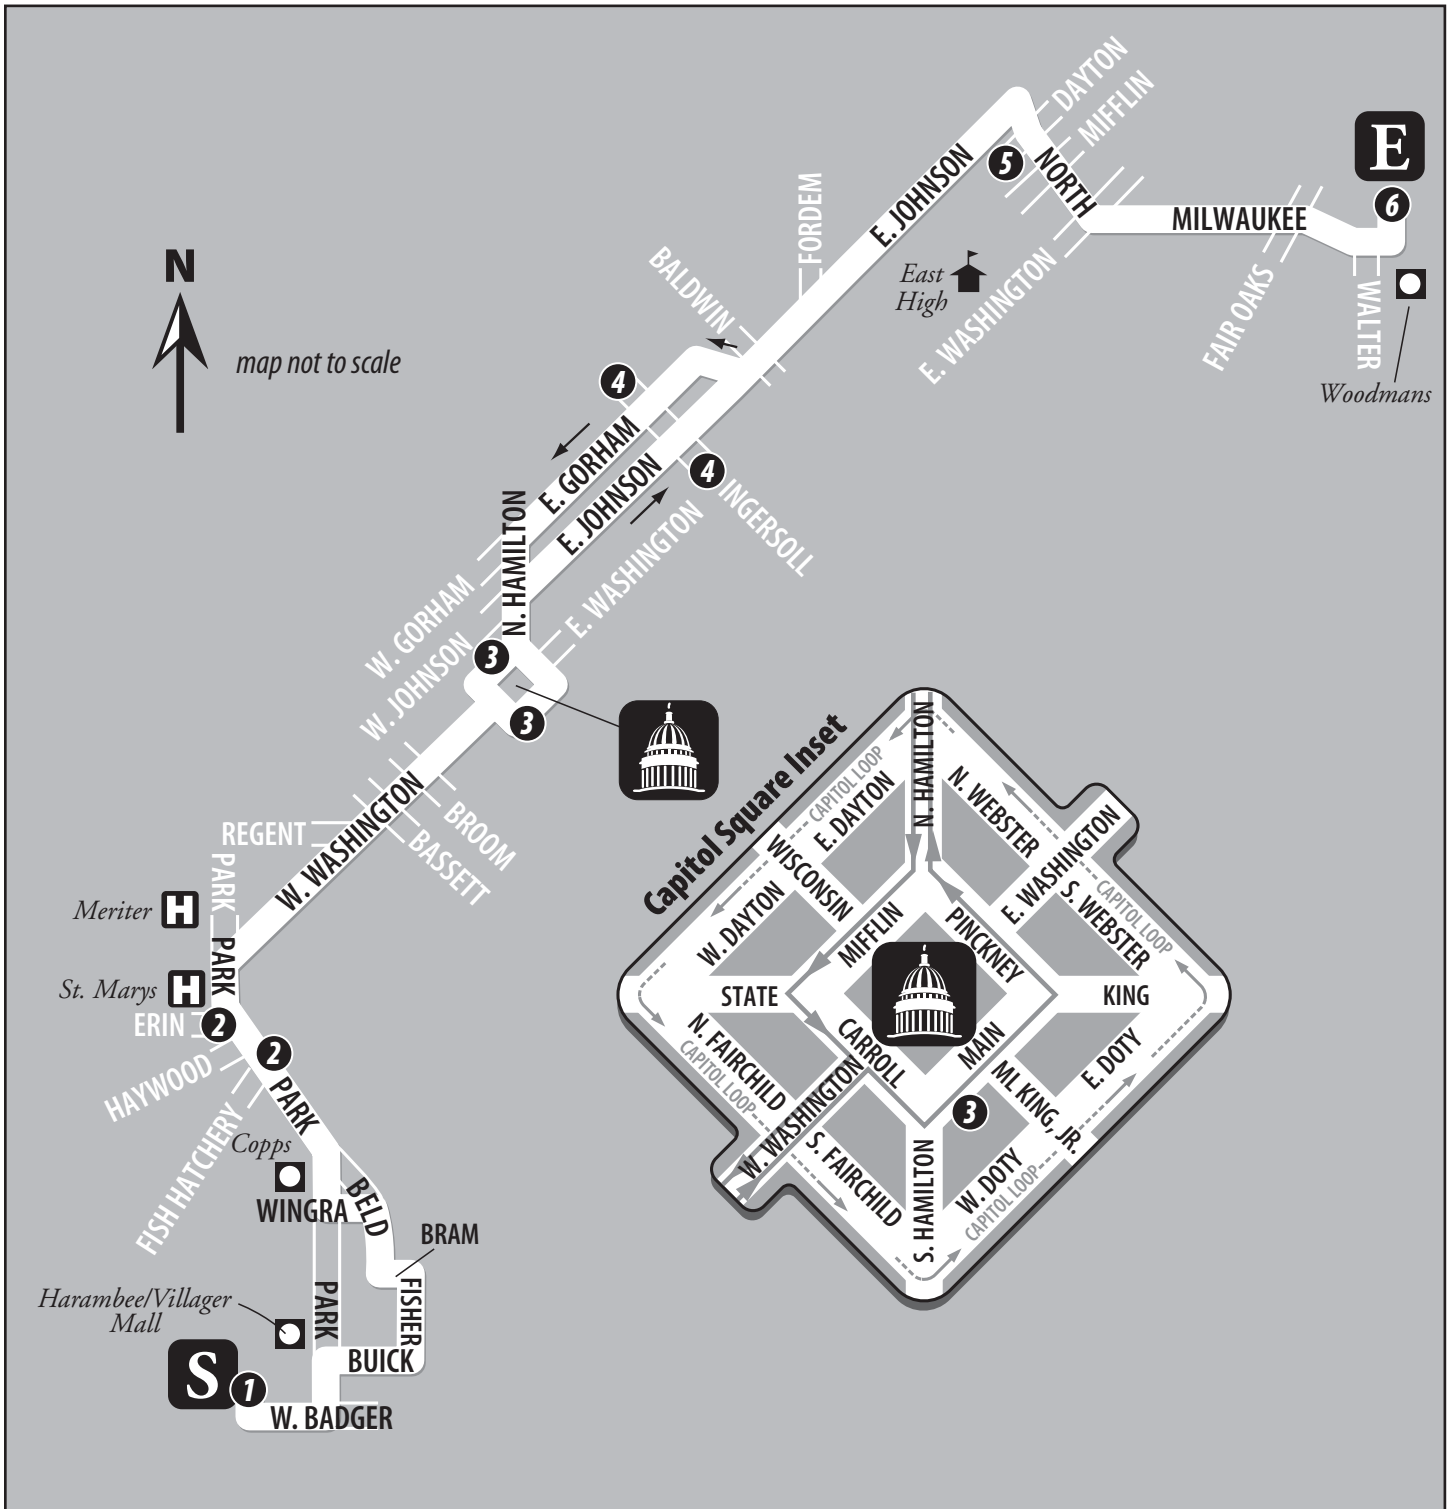 DAYTON
MIFFLIN
E
5
NORTH
6
E. JOHNSON
MILWAUKEE
FORDEM
BALDWIN
East
High
E. WASHINGTON
FAIR OAKS
WALTER
Woodmans
N
map not to scale
4
E. GORHAM
E. JOHNSON
4
INGERSOLL
N. HAMILTON
E. WASHINGTON
W. GORHAM
W. JOHNSON
3
3
W. WASHINGTON
BROOM
BASSETT
REGENT
PARK
Meriter
H
PARK
St. Marys
H
ERIN
2
2
HAYWOOD
PARK
FISH HATCHERY
Copps
WINGRA
BELD
BRAM
Harambee/Villager
Mall
PARK
FISHER
BUICK
S
1
W. BADGER
Capitol Square Inset
N. HAMILTON
CAPITOL LOOP
E. DAYTON
N. WEBSTER
WISCONSIN
E. WASHINGTON
W. DAYTON
MIFFLIN
PINCKNEY
S. WEBSTER
CAPITOL LOOP
STATE
KING
N. FAIRCHILD
CARROLL
MAIN
E. DOTY
CAPITOL LOOP
W. WASHINGTON
3
ML KING, JR.
S. FAIRCHILD
S. HAMILTON
W. DOTY
CAPITOL LOOP